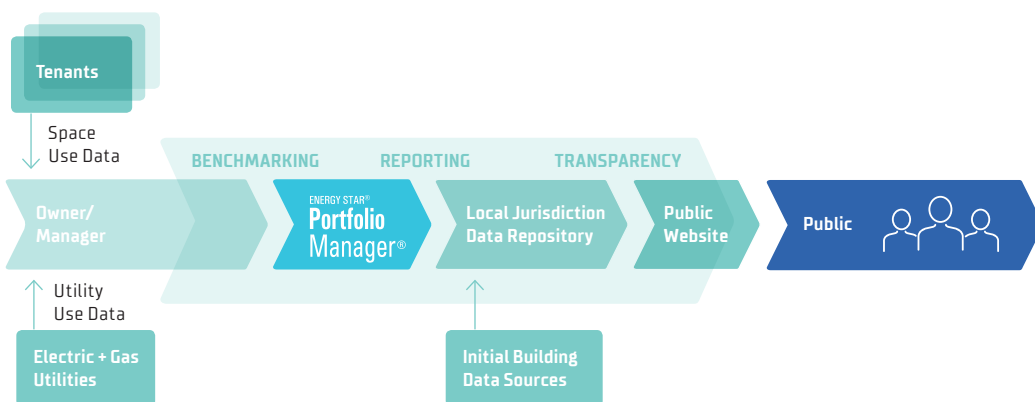 Tenants
Space
Use Data
BENCHMARKING
REPORTING
TRANSPARENCY
Owner/
Manager
ENERGY STAR®
Portfolio
Manager®
Local Jurisdiction
Data Repository
Public
Website
Public
Utility
Use Data
Electric + Gas
Utilities
Initial Building
Data Sources